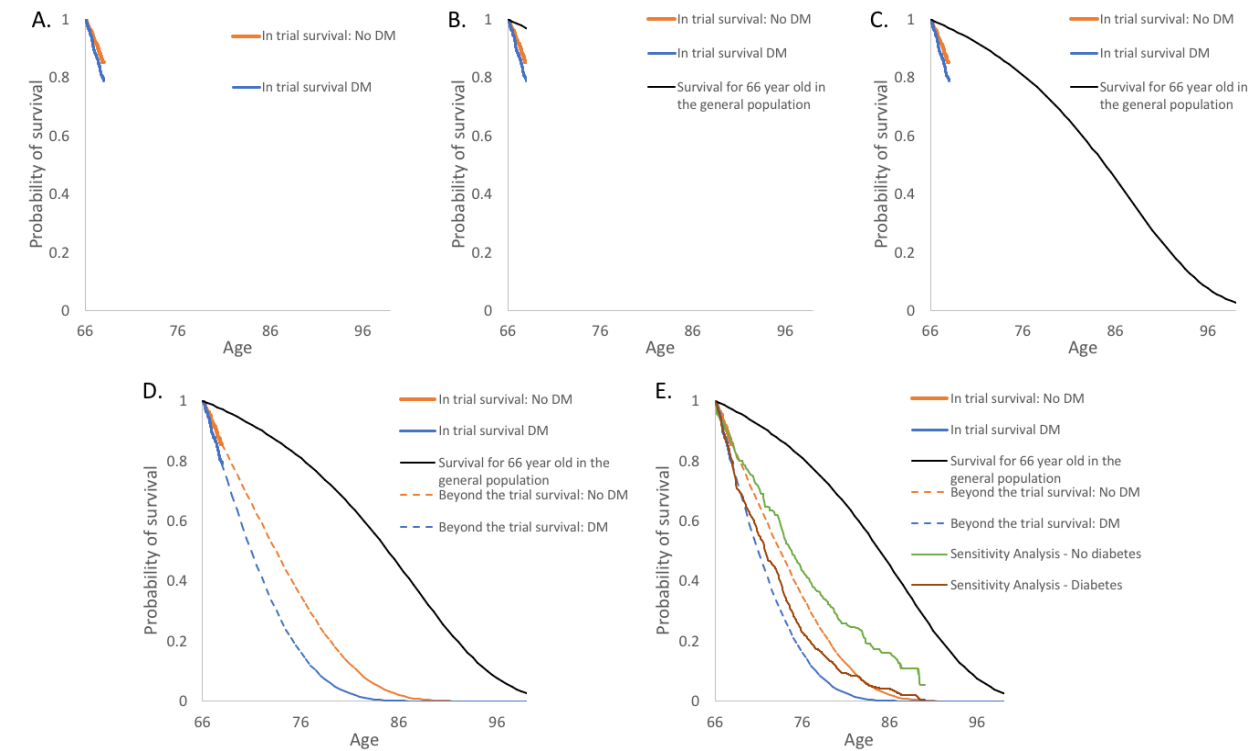 A.
1
0.8
0.6
0.4
0.2
0
Probability of survival
66
76
86
96
Age
In trial survival: No DM
In trial survival DM
B.
1
0.8
0.6
0.4
0.2
0
Probability of survival
66
76
86
96
Age
In trial survival: No DM
In trial survival DM
Survival for 66 year old in
the general population
C.
1
0.8
0.6
0.4
0.2
0
Probability of survival
66
76
86
96
Age
In trial survival: No DM
In trial survival DM
Survival for 66 year old in
the general population
D.
1
0.8
0.6
0.4
0.2
0
Probability of survival
66
76
86
96
Age
In trial survival: No DM
In trial survival DM
Survival for 66 year old in the
general population
Beyond the trial survival: No DM
Beyond the trial survival: DM
E.
1
0.8
0.6
0.4
0.2
0
Probability of survival
66
76
86
96
Age
In trial survival: No DM
In trial survival DM
Survival for 66 year old in the
general population
Beyond the trial survival: No DM
Beyond the trial survival: DM
Sensitivity Analysis - No diabetes
Sensitivity Analysis - Diabetes